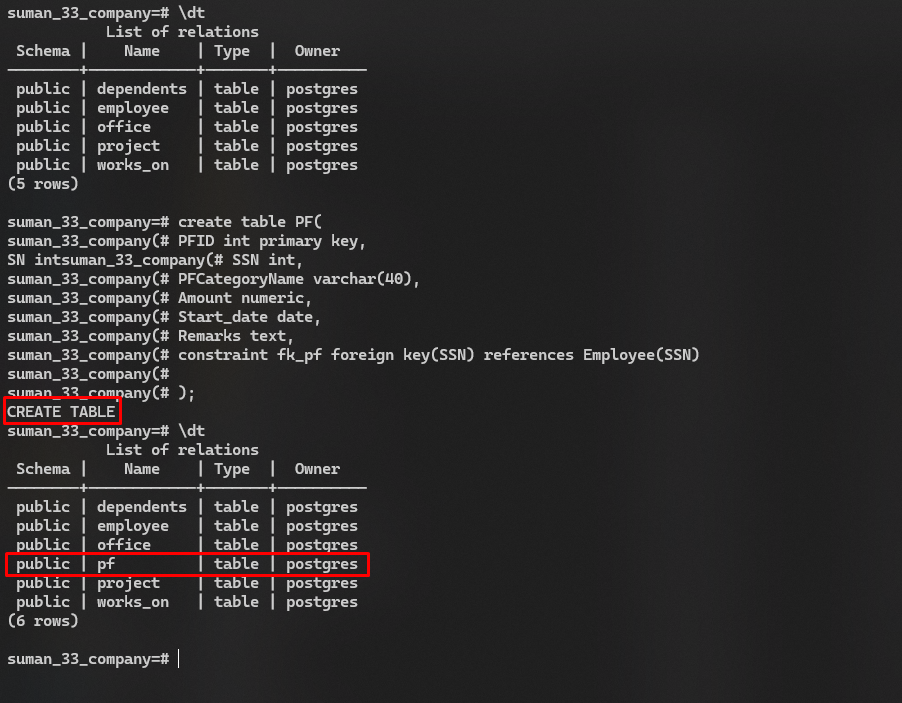 suman_33_company=# \dt
List of relations
Schema | Name | Type | Owner
--------+------------+-------+----------
public | dependents | table | postgres
public | employee | table | postgres
public | office | table | postgres
public | project | table | postgres
public | works_on | table | postgres
(5 rows)
suman_33_company=# create table PF(
suman_33_company(# PFID int primary key,
SN intsuman_33_company(# SSN int,
suman_33_company(# PFCategoryName varchar(40),
suman_33_company(# Amount numeric,
suman_33_company(# Start_date date,
suman_33_company(# Remarks text,
suman_33_company(# constraint fk_pf foreign key(SSN) references Employee(SSN)
suman_33_company(#
suman_33_company(# );
CREATE TABLE
suman_33_company=# \dt
List of relations
Schema | Name | Type | Owner
--------+------------+-------+----------
public | dependents | table | postgres
public | employee | table | postgres
public | office | table | postgres
public | pf | table | postgres
public | project | table | postgres
public | works_on | table | postgres
(6 rows)
suman_33_company=#